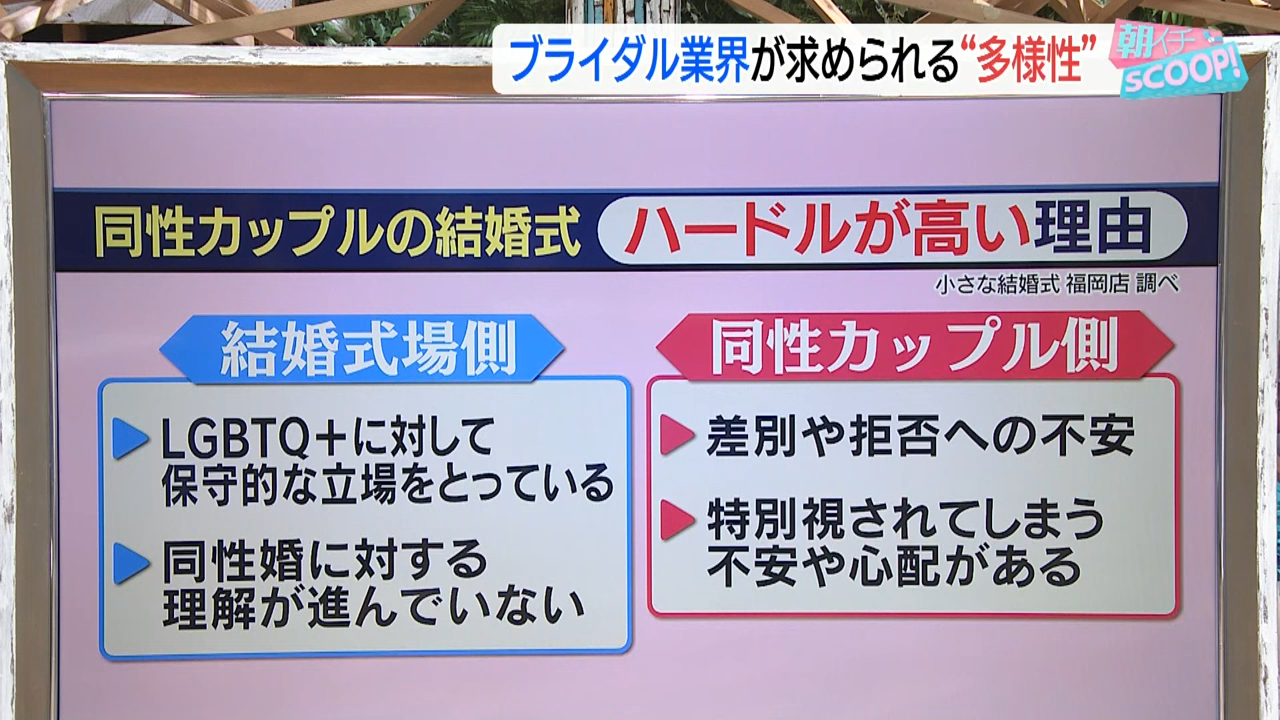 ブライダル業界が求められる“多様性”
朝イチ
SCOOP!
同性カップルの結婚式 ハードルが高い理由
小さな結婚式 福岡店 調べ
結婚式場側
▶LGBTQ＋に対して
保守的な立場をとっている
▶同性婚に対する
理解が進んでいない
同性カップル側
▶差別や拒否への不安
▶特別視されてしまう
不安や心配がある